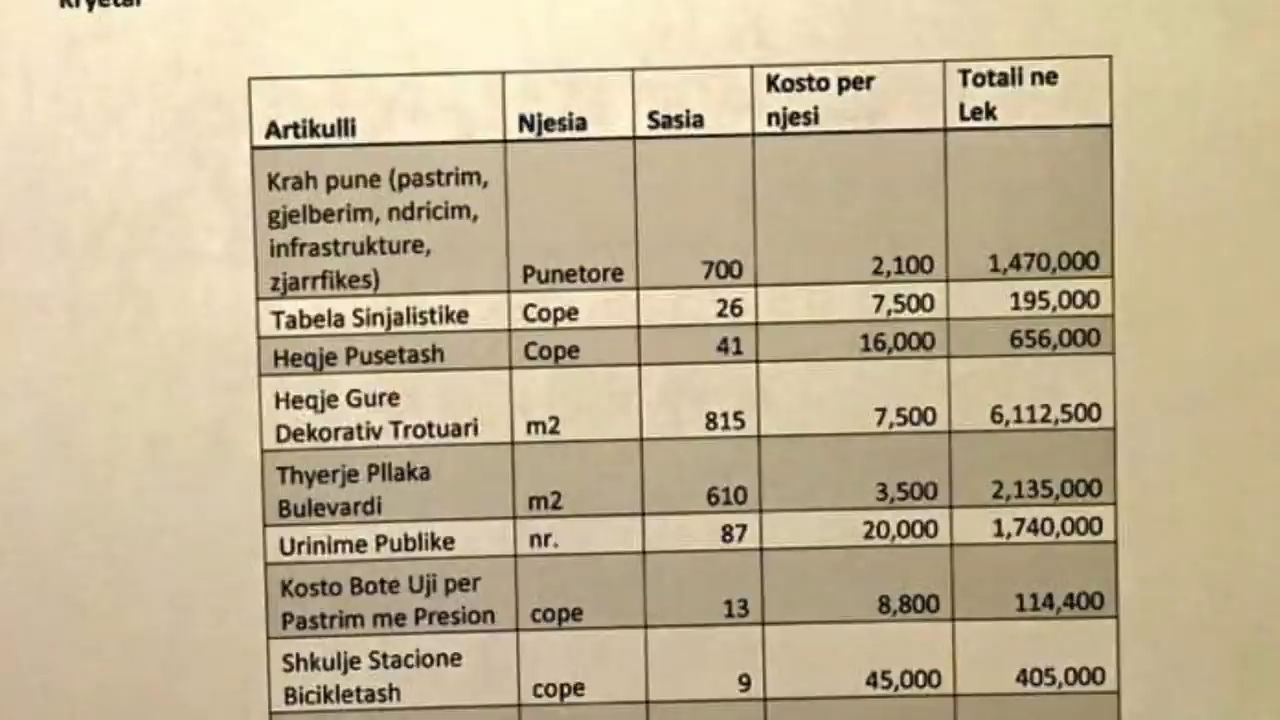 Kryetar
Artikulli Njesia Sasia Kosto per njesi Totali ne Lek
Krah pune (pastrim,
gjelberim, ndricim,
infrastrukture,
zjarrfikes) Punetore 700 2,100 1,470,000
Tabela Sinjalistike Cope 26 7,500 195,000
Heqje Pusetash Cope 41 16,000 656,000
Heqje Gure
Dekorativ Trotuari m2 815 7,500 6,112,500
Thyerje Pllaka
Bulevardi m2 610 3,500 2,135,000
Urinime Publike nr. 87 20,000 1,740,000
Kosto Bote Uji per
Pastrim me Presion cope 13 8,800 114,400
Shkulje Stacione
Bicikletash cope 9 45,000 405,000